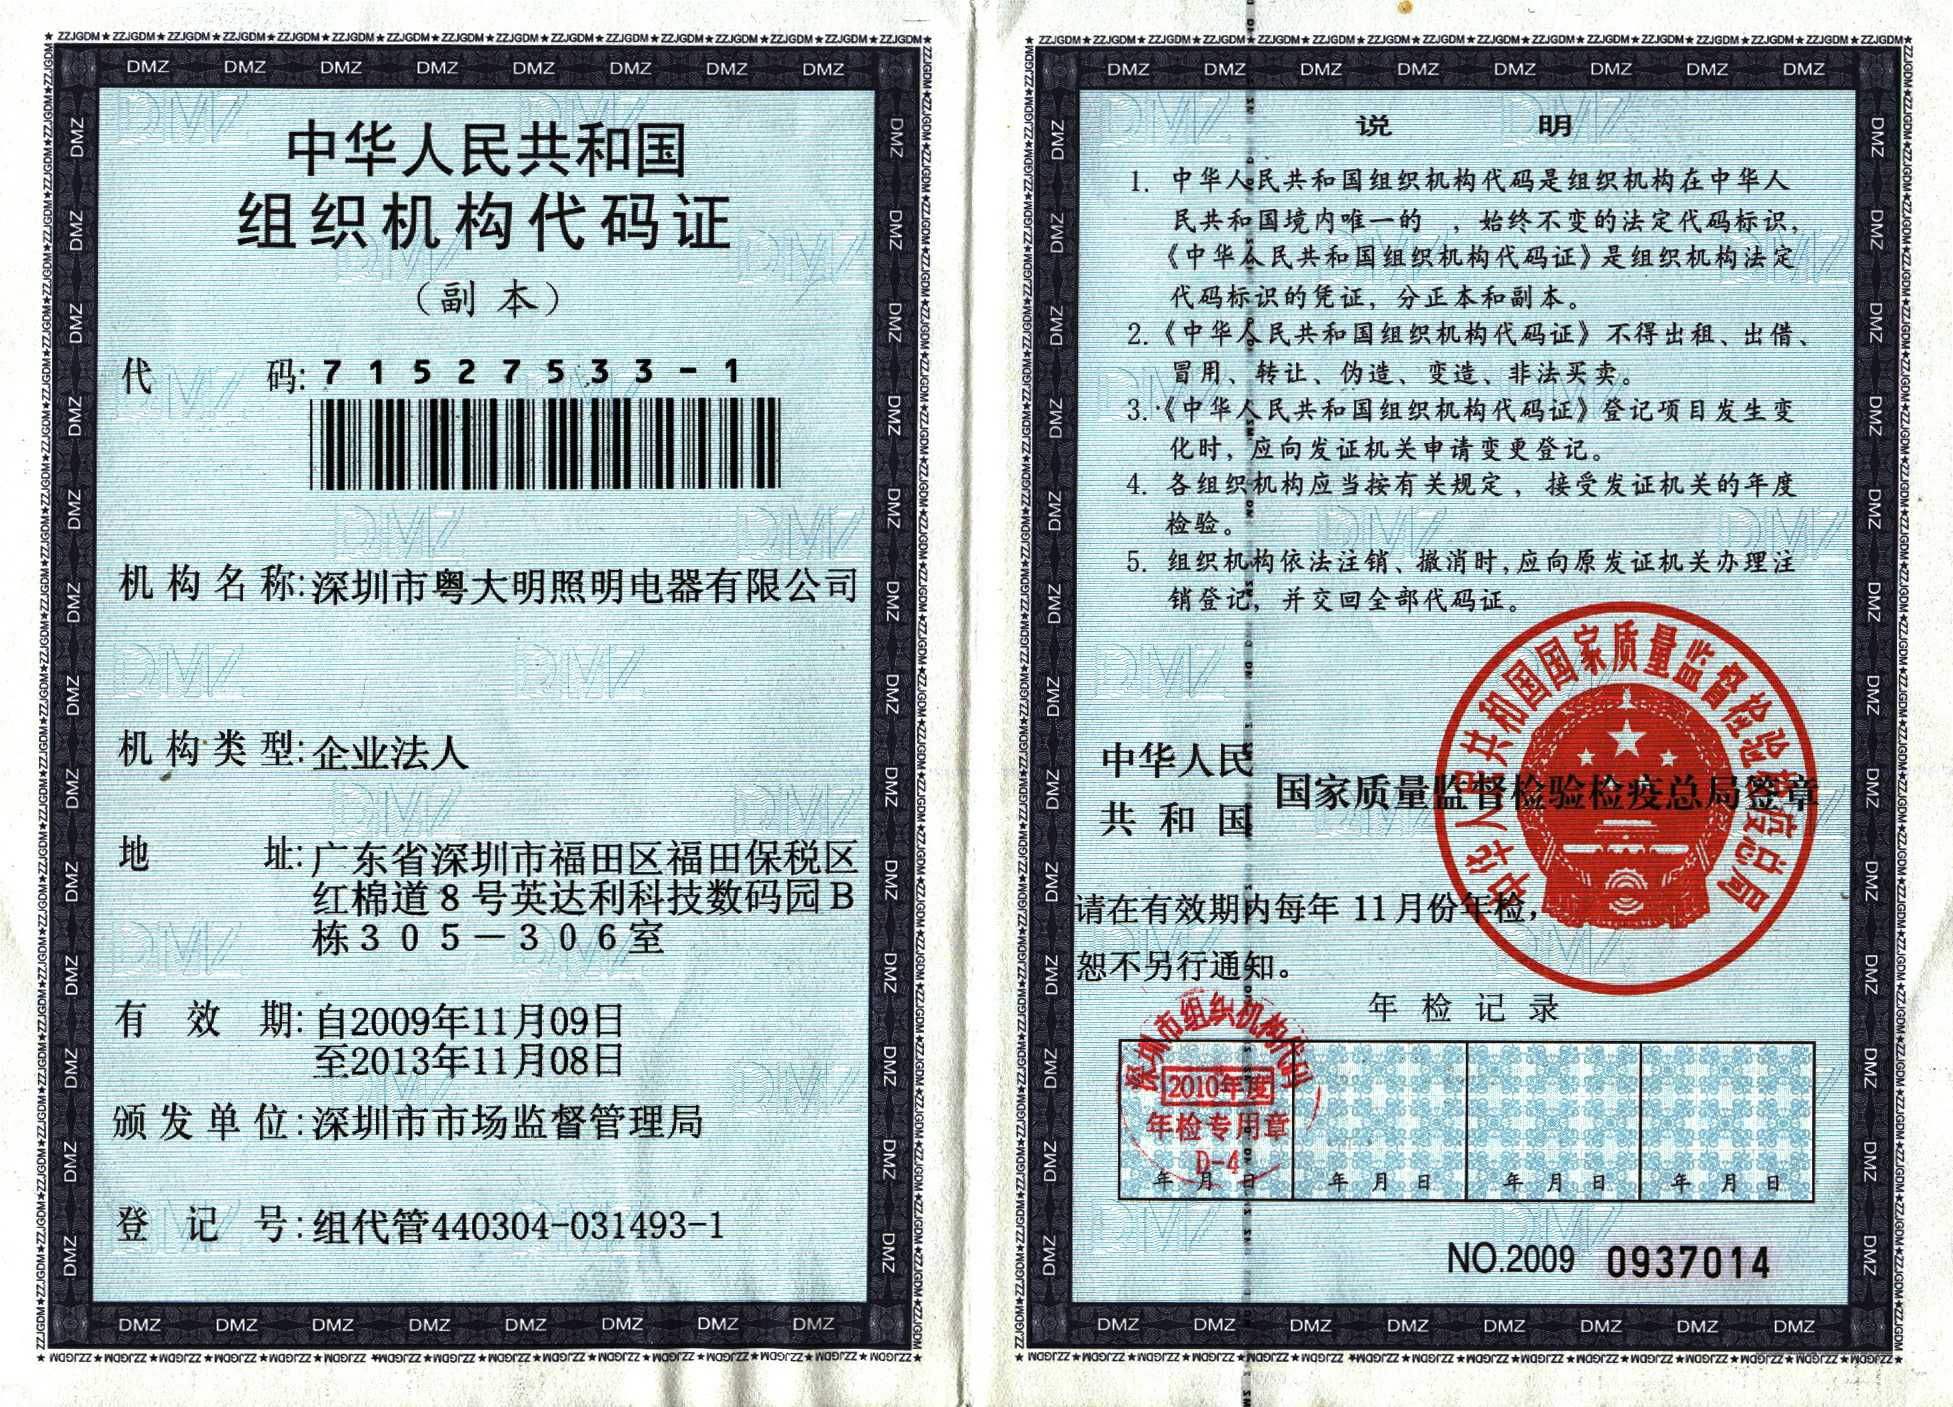 中华人民共和国
组织机构代码证
（副 本）
代 码: 71527533-1
机构名称: 深圳市粤大明照明电器有限公司
机构类型: 企业法人
地 址: 广东省深圳市福田区福田保税区
红棉道8号英达利科技数码园B
栋305－306室
有 效 期: 自2009年11月09日
至2013年11月08日
颁发单位: 深圳市市场监督管理局
登 记 号: 组代管440304-031493-1
说 明
1. 中华人民共和国组织机构代码是组织机构在中华人
民共和国境内唯一的 ，始终不变的法定代码标识，
《中华人民共和国组织机构代码证》是组织机构法定
代码标识的凭证，分正本和副本。
2.《中华人民共和国组织机构代码证》不得出租、出借、
冒用、转让、伪造、变造、非法买卖。
3.《中华人民共和国组织机构代码证》登记项目发生变
化时，应向发证机关申请变更登记。
4. 各组织机构应当按有关规定，接受发证机关的年度
检验。
5. 组织机构依法注销、撤消时，应向原发证机关办理注
销登记，并交回全部代码证。
中华人民共和国国家质量监督检验检疫总局
中华人民
共 和 国
国家质量监督检验检疫总局签章
请在有效期内每年 11月份年检，
恕不另行通知。
年 检 记 录
深圳市组织机构代码
2010年度
年检专用章
D-4
年 月 日 年 月 日 年 月 日 年 月 日
NO.2009 0937014
DMZ
ZZJGDM★ZZJGDM